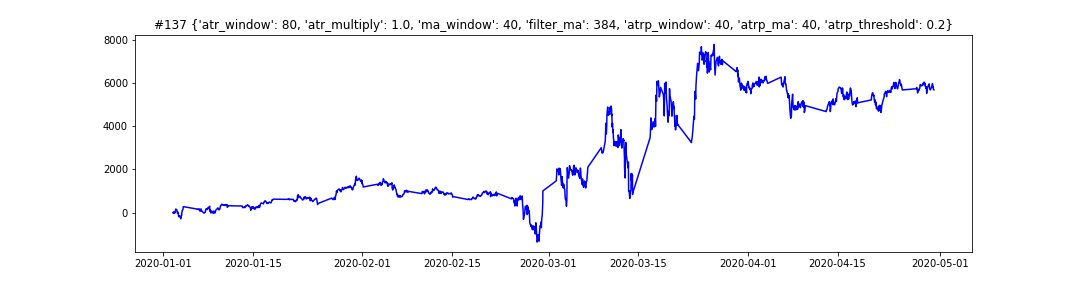 #137 {'atr_window': 80, 'atr_multiply': 1.0, 'ma_window': 40, 'filter_ma': 384, 'atrp_window': 40, 'atrp_ma': 40, 'atrp_threshold': 0.2}
8000
6000
4000
2000
0
2020-01-01 2020-01-15 2020-02-01 2020-02-15 2020-03-01 2020-03-15 2020-04-01 2020-04-15 2020-05-01